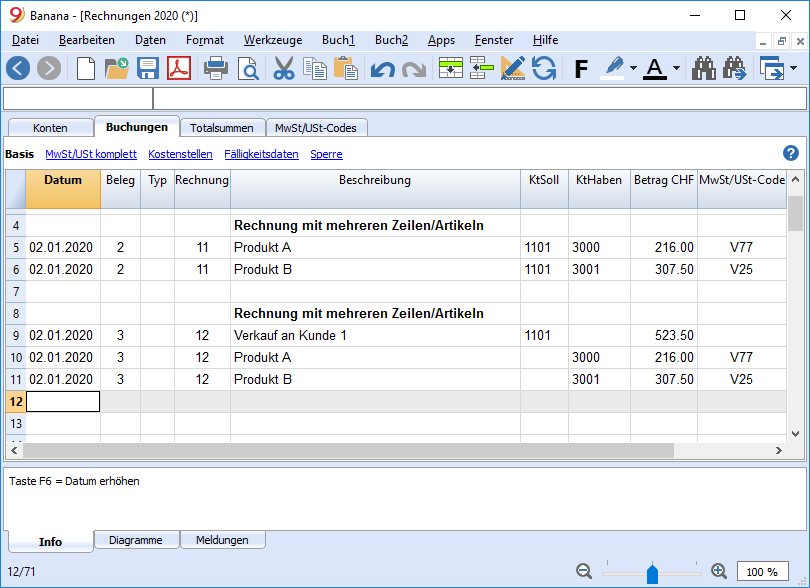 Banana - [Rechnungen 2020 (*)]
Datei Bearbeiten Daten Format Werkzeuge Buch1 Buch2 Apps Fenster Hilfe
F A
Konten Buchungen Totalsummen MwSt/USt-Codes
Basis MwSt/USt komplett Kostenstellen Fälligkeitsdaten Sperre ?
Datum Beleg Typ Rechnung Beschreibung KtSoll KtHaben Betrag CHF MwSt/USt-Code
4 Rechnung mit mehreren Zeilen/Artikeln
5 02.01.2020 2 11 Produkt A 1101 3000 216.00 V77
6 02.01.2020 2 11 Produkt B 1101 3001 307.50 V25
7
8 Rechnung mit mehreren Zeilen/Artikeln
9 02.01.2020 3 12 Verkauf an Kunde 1 1101 523.50
10 02.01.2020 3 12 Produkt A 3000 216.00 V77
11 02.01.2020 3 12 Produkt B 3001 307.50 V25
12
13
Taste F6 = Datum erhöhen
Info Diagramme Meldungen
12/71 100 %